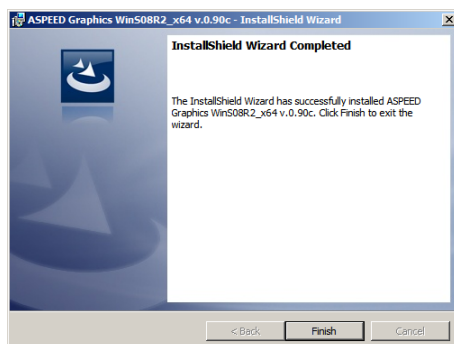 ASPEED Graphics WinS08R2_x64 v.0.90c - InstallShield Wizard
InstallShield Wizard Completed
The InstallShield Wizard has successfully installed ASPEED
Graphics WinS08R2_x64 v.0.90c. Click Finish to exit the
wizard.
< Back
Finish
Cancel